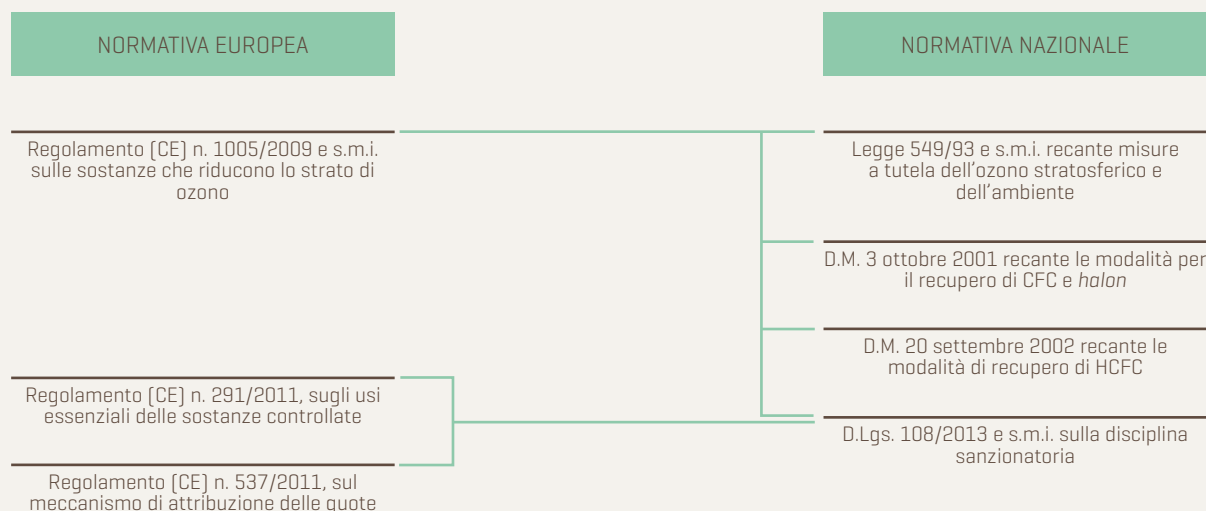 NORMATIVA EUROPEA
Regolamento (CE) n. 1005/2009 e s.m.i.
sulle sostanze che riducono lo strato di
ozono
Regolamento (CE) n. 291/2011, sugli usi
essenziali delle sostanze controllate
Regolamento (CE) n. 537/2011, sul
meccanismo di attribuzione delle quote
NORMATIVA NAZIONALE
Legge 549/93 e s.m.i. recante misure
a tutela dell'ozono stratosferico e
dell'ambiente
D.M. 3 ottobre 2001 recante le modalità per
il recupero di CFC e halon
D.M. 20 settembre 2002 recante le
modalità di recupero di HCFC
D.Lgs. 108/2013 e s.m.i. sulla disciplina
sanzionatoria